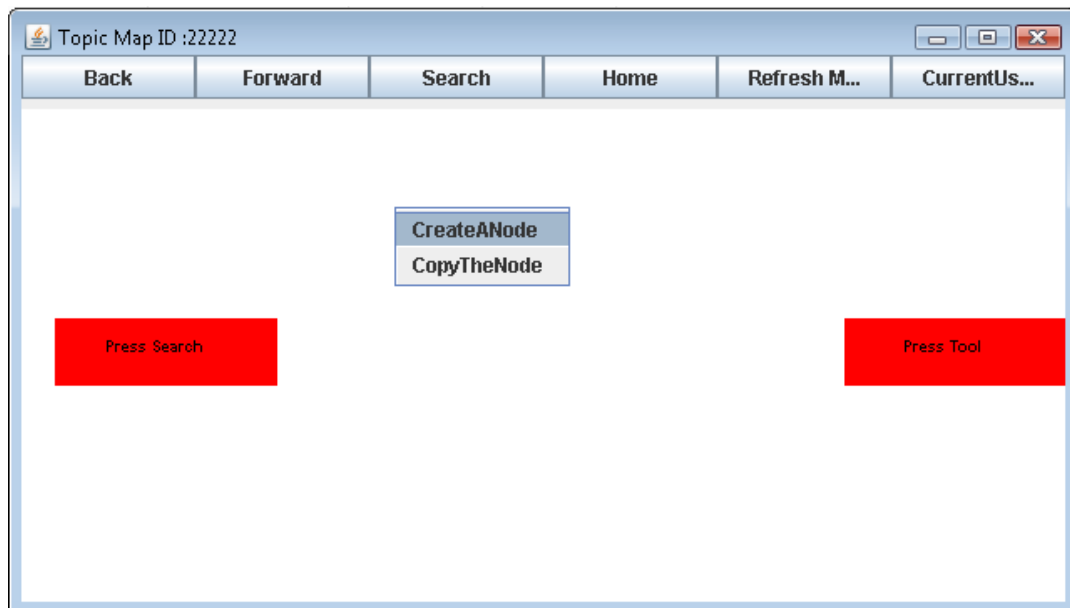 Topic Map ID :22222
Back Forward Search Home Refresh M... CurrentUs...
CreateANode
CopyTheNode
Press Search Press Tool